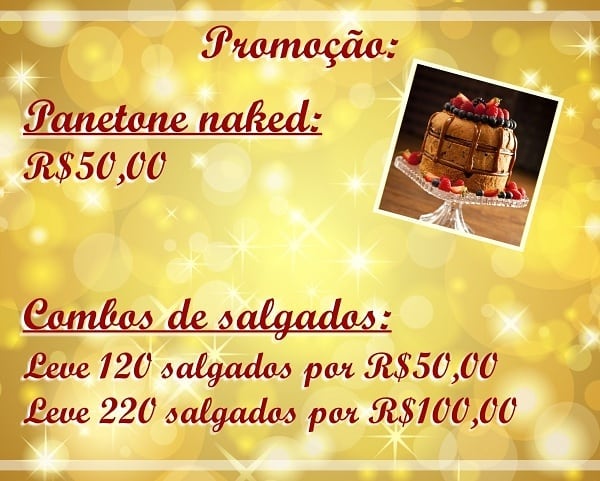 Promoção:
Panetone naked:
R$50,00
Combos de salgados:
Leve 120 salgados por R$50,00
Leve 220 salgados por R$100,00